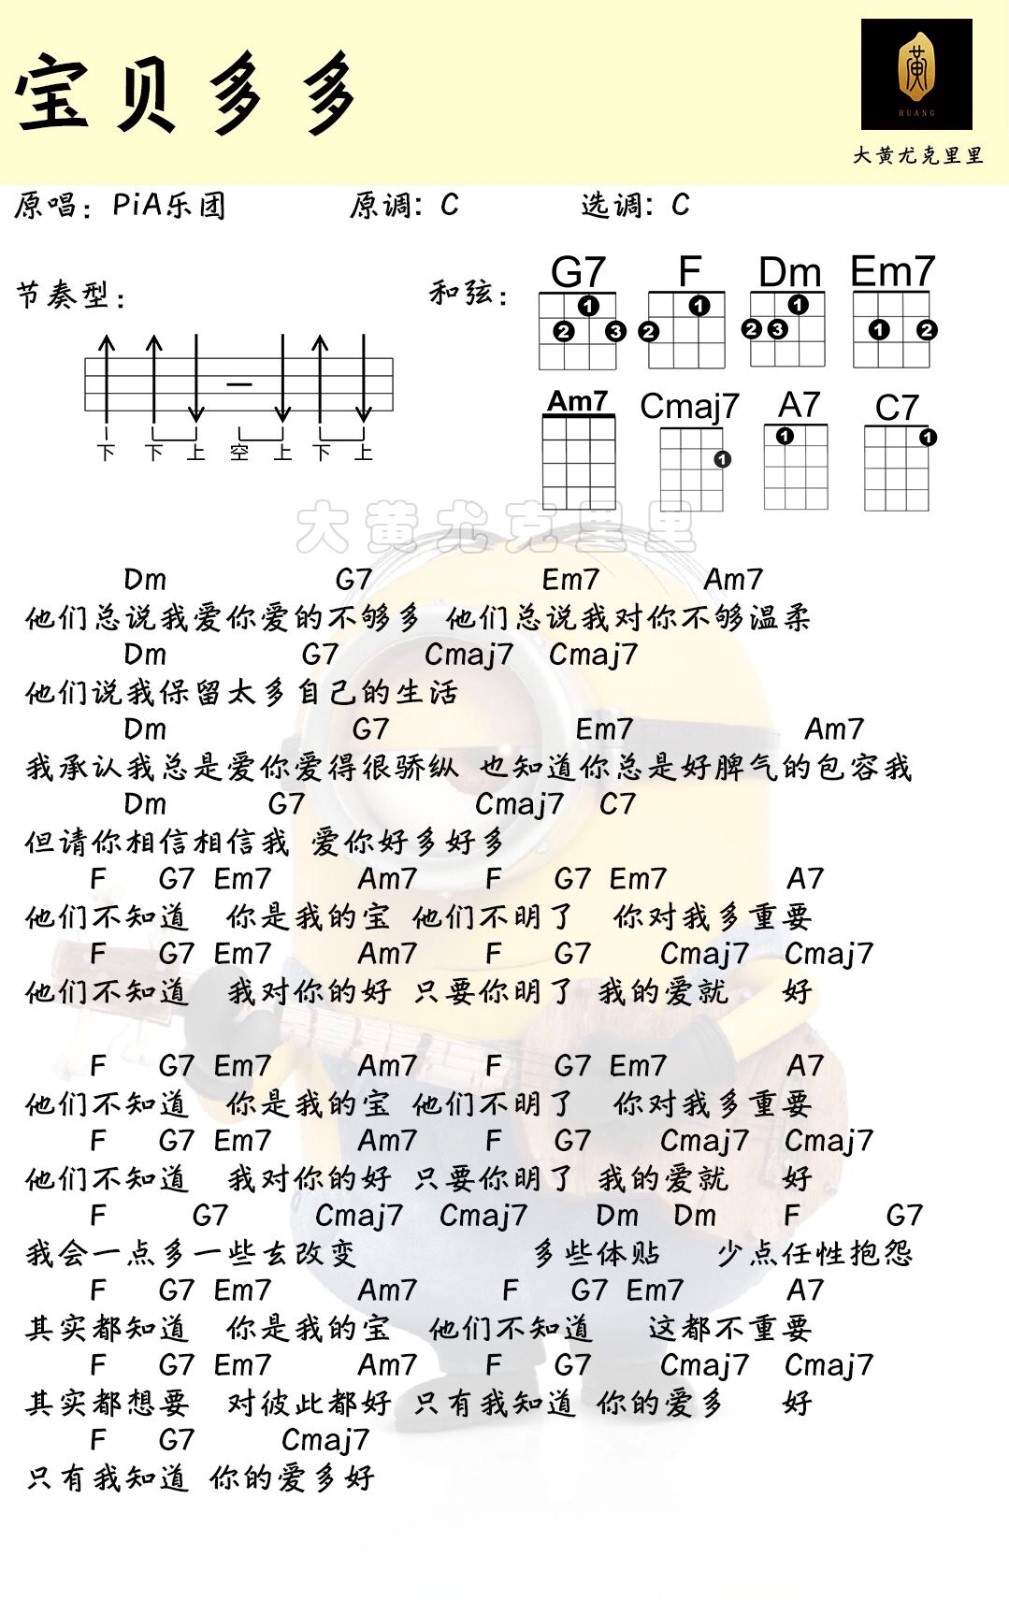 宝贝多多
黄
HUANG
大黄尤克里里
原唱：PiA乐团 原调：C 选调：C
节奏型：
和弦：
G7 F Dm Em7
1 1 1
2 3 2 2 3 1 2
Am7 Cmaj7 A7 C7
1 1 1
下 下 上 空 上 下 上
大黄尤克里里
Dm G7 Em7 Am7
他们总说我爱你爱的不够多 他们总说我对你不够温柔
Dm G7 Cmaj7 Cmaj7
他们说我保留太多自己的生活
Dm G7 Em7 Am7
我承认我总是爱你爱得很骄纵 也知道你总是好脾气的包容我
Dm G7 Cmaj7 C7
但请你相信相信我 爱你好多好多
F G7 Em7 Am7 F G7 Em7 A7
他们不知道 你是我的宝 他们不明了 你对我多重要
F G7 Em7 Am7 F G7 Cmaj7 Cmaj7
他们不知道 我对你的好 只要你明了 我的爱就 好
F G7 Em7 Am7 F G7 Em7 A7
他们不知道 你是我的宝 他们不明了 你对我多重要
F G7 Em7 Am7 F G7 Cmaj7 Cmaj7
他们不知道 我对你的好 只要你明了 我的爱就 好
F G7 Cmaj7 Cmaj7 Dm Dm F G7
我会一点多一些去改变 多些体贴 少点任性抱怨
F G7 Em7 Am7 F G7 Em7 A7
其实都知道 你是我的宝 他们不知道 这都不重要
F G7 Em7 Am7 F G7 Cmaj7 Cmaj7
其实都想要 对彼此都好 只有我知道 你的爱多 好
F G7 Cmaj7
只有我知道 你的爱多好